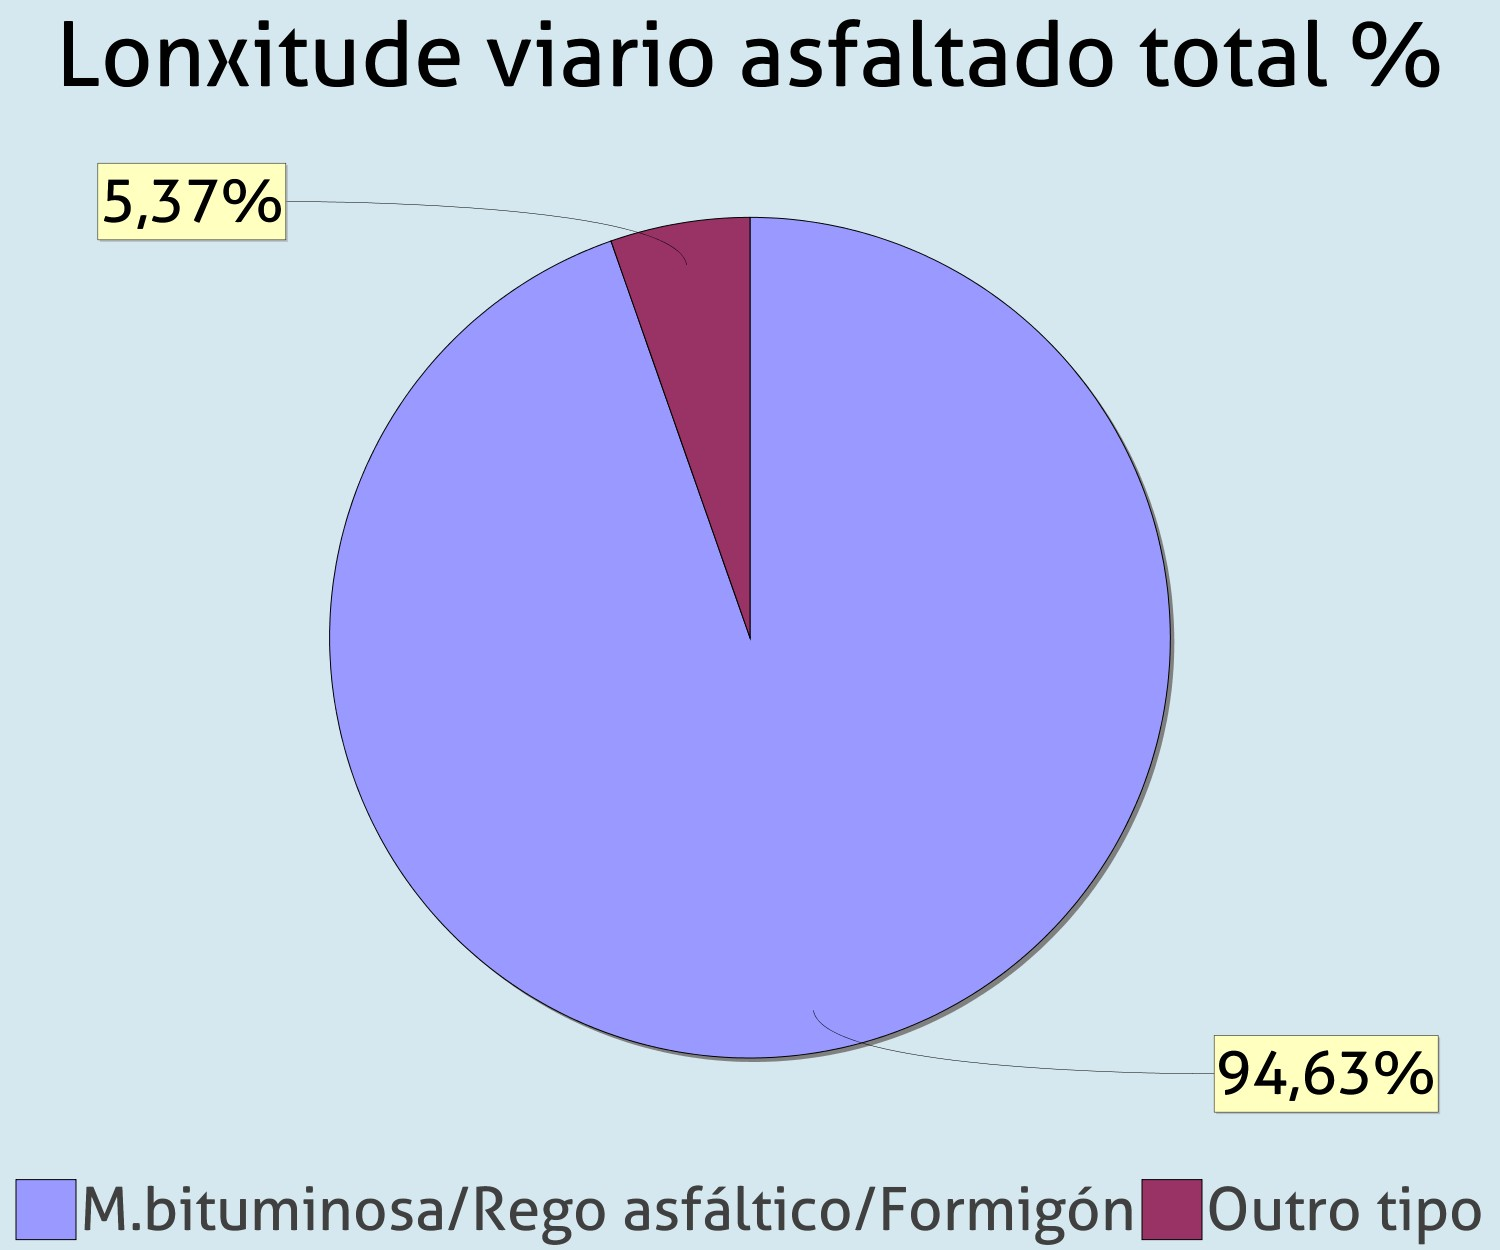 Lonxitude viario asfaltado total %
5,37%
94,63%
M.bituminosa/Rego asfáltico/Formigón Outro tipo